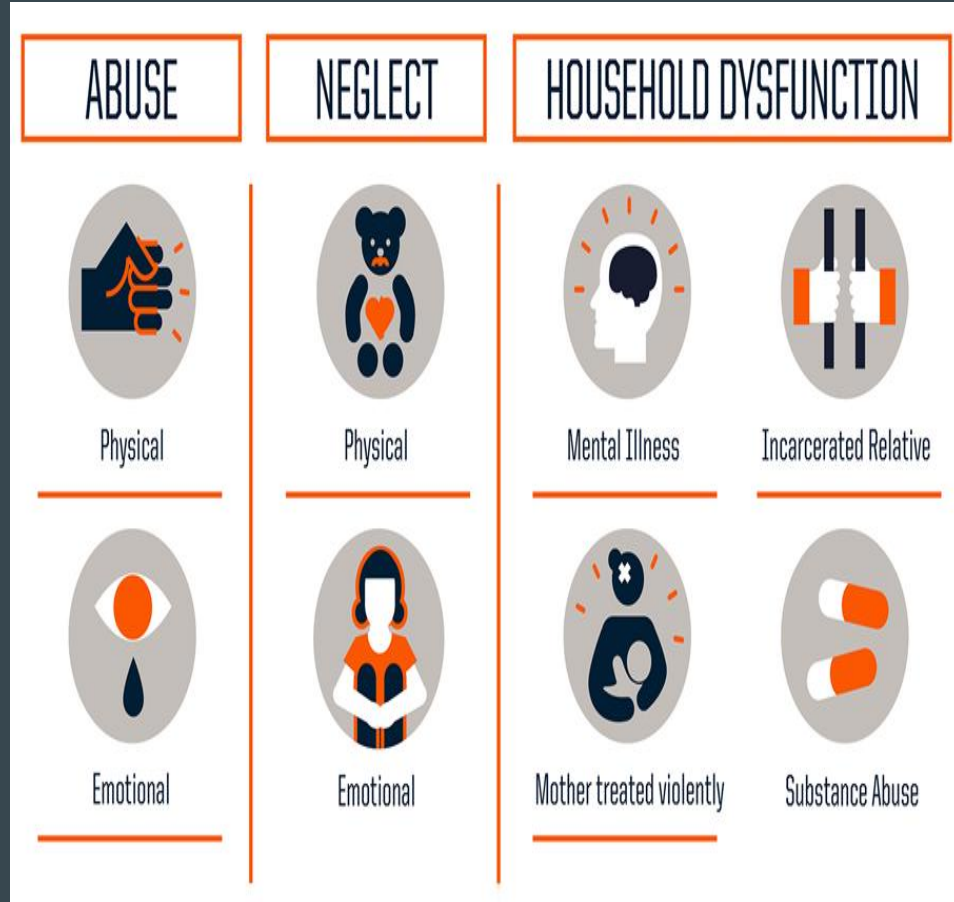 ABUSE
NEGLECT
HOUSEHOLD DYSFUNCTION
Physical
Physical
Mental Illness
Incarcerated Relative
Emotional
Emotional
Mother treated violently
Substance Abuse